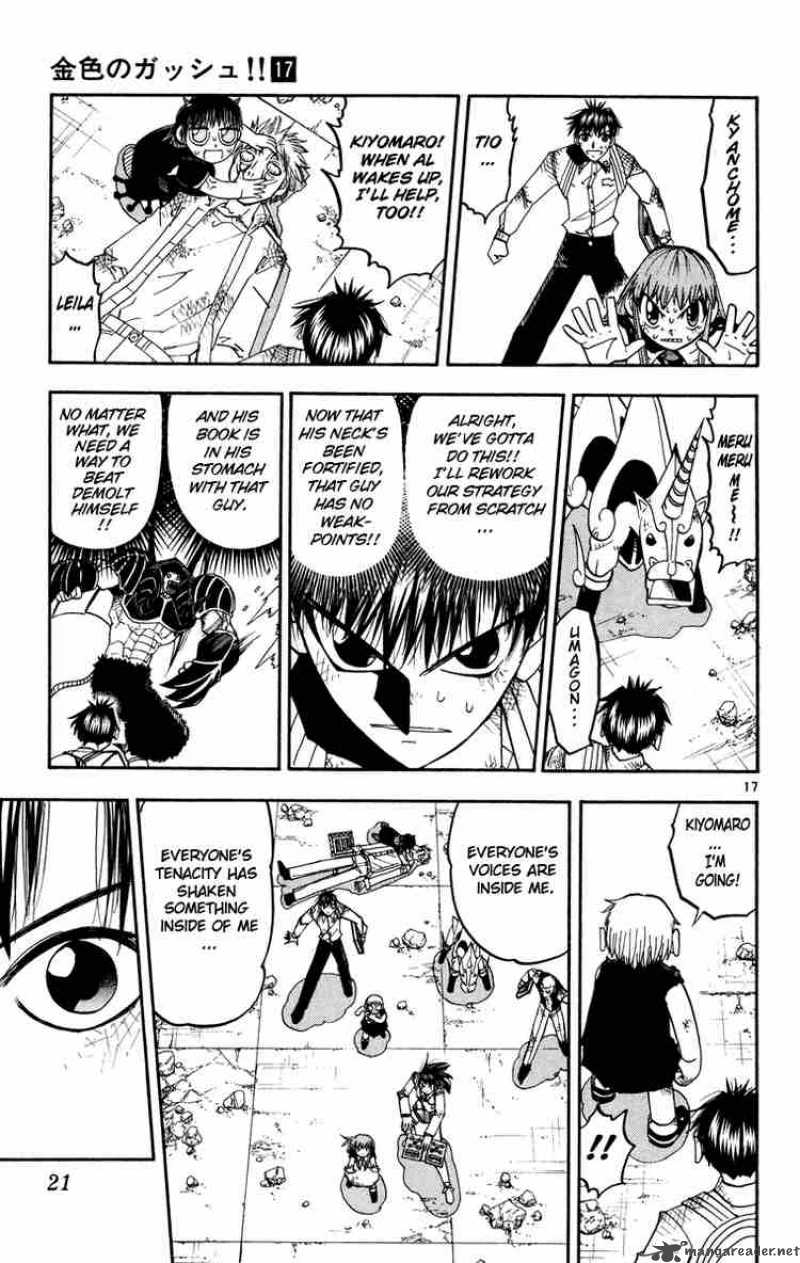 金色のガッシュ!! 17
KYANCHOME...
TIO
...
KIYOMARO!
WHEN AL
WAKES UP,
I'LL HELP,
TOO!!
LEILA
...
MERU
MERU
ME~!!
UMAGON...
ALRIGHT,
WE'VE GOTTA
DO THIS!!
I'LL REWORK
OUR STRATEGY
FROM SCRATCH
...
NOW THAT
HIS NECK'S
BEEN
FORTIFIED,
THAT GUY
HAS NO
WEAK-
POINTS!!
AND HIS
BOOK IS
IN HIS
STOMACH
WITH THAT
GUY.
NO MATTER
WHAT, WE
NEED A
WAY TO
BEAT
DEMOLT
HIMSELF
!!
17
KIYOMARO
...
I'M
GOING!
!!
EVERYONE'S
VOICES ARE
INSIDE ME.
EVERYONE'S
TENACITY HAS
SHAKEN
SOMETHING
INSIDE OF ME
...
21
mangareader.net